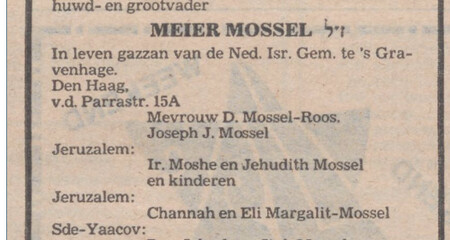 huwd- en grootvader
MEIER MOSSEL ז״ל
In leven gazzan van de Ned. Isr. Gem. te 's Gra-
venhage.
Den Haag,
v.d. Parrastr. 15A
Mevrouw D. Mossel-Roos.
Joseph J. Mossel
Jeruzalem:
Ir. Moshe en Jehudith Mossel
en kinderen
Jeruzalem:
Channah en Eli Margalit-Mossel
Sde-Yaacov: